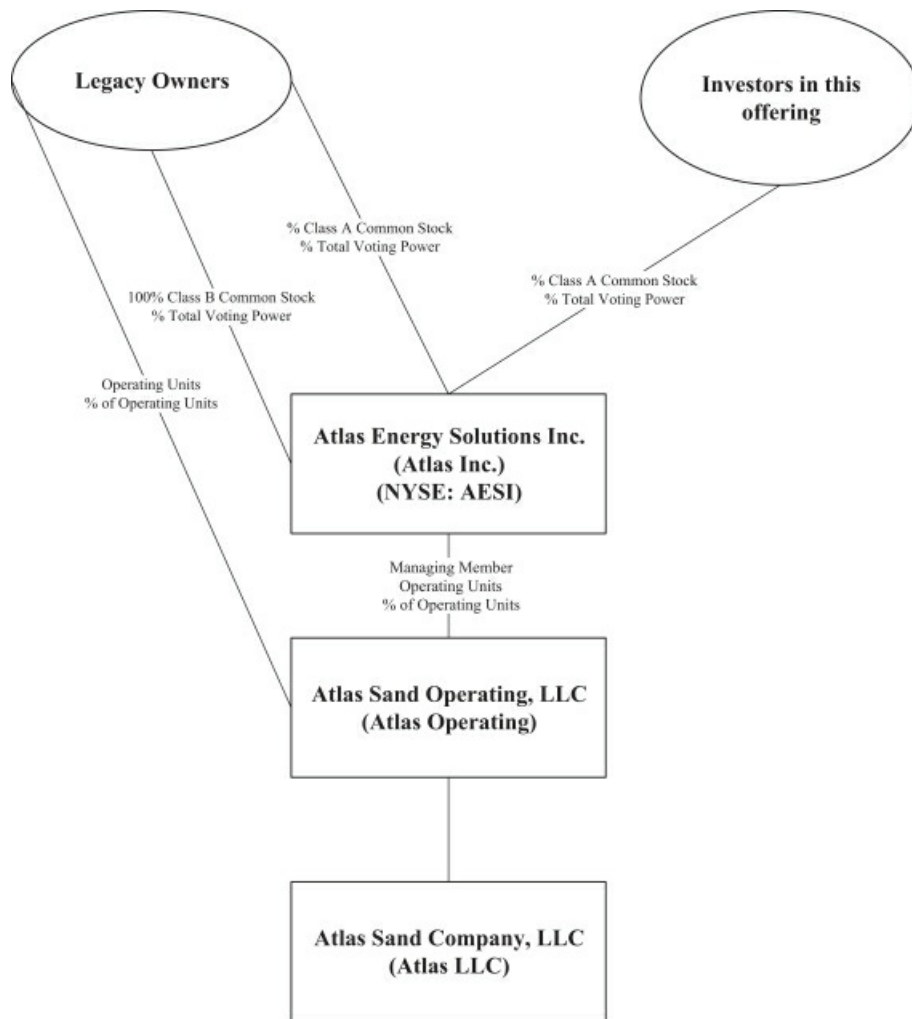 Legacy Owners
Investors in this
offering
% Class A Common Stock
% Total Voting Power
% Class A Common Stock
% Total Voting Power
100% Class B Common Stock
% Total Voting Power
Operating Units
% of Operating Units
Atlas Energy Solutions Inc.
(Atlas Inc.)
(NYSE: AESI)
Managing Member
Operating Units
% of Operating Units
Atlas Sand Operating, LLC
(Atlas Operating)
Atlas Sand Company, LLC
(Atlas LLC)